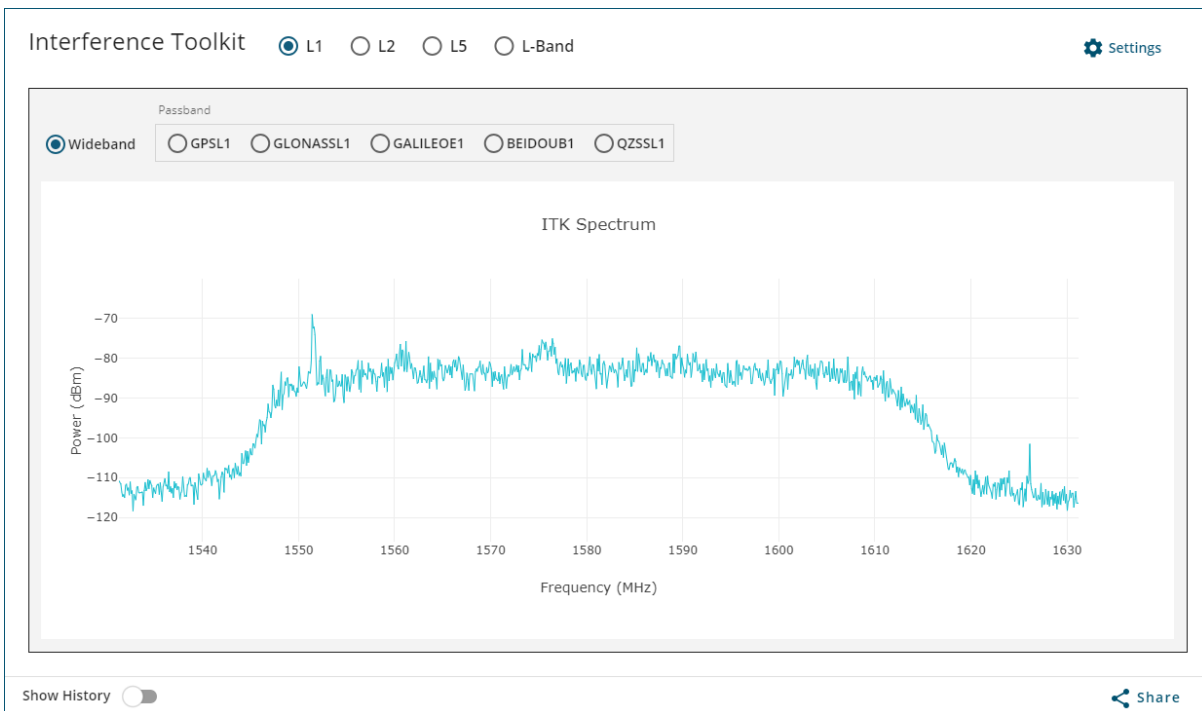 Interference Toolkit L1 L2 L5 L-Band Settings
Passband
Wideband GPSL1 GLONASSL1 GALILEOE1 BEIDOUB1 QZSSL1
ITK Spectrum
Power (dBm)
−70
−80
−90
−100
−110
−120
1540 1550 1560 1570 1580 1590 1600 1610 1620 1630
Frequency (MHz)
Show History Share